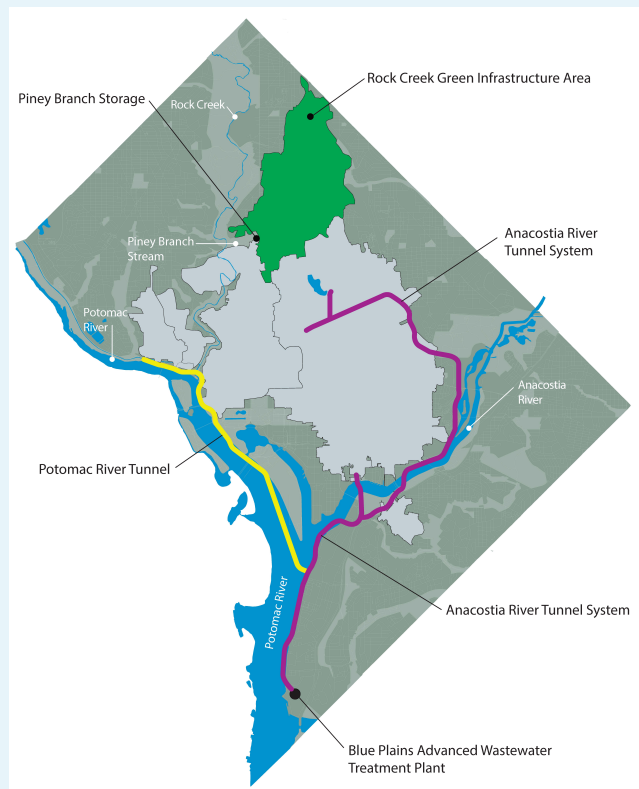 Rock Creek Green Infrastructure Area
Piney Branch Storage
Rock Creek
Anacostia River
Tunnel System
Piney Branch
Stream
Potomac
River
Anacostia
River
Potomac River Tunnel
Potomac River
Anacostia River Tunnel System
Blue Plains Advanced Wastewater
Treatment Plant